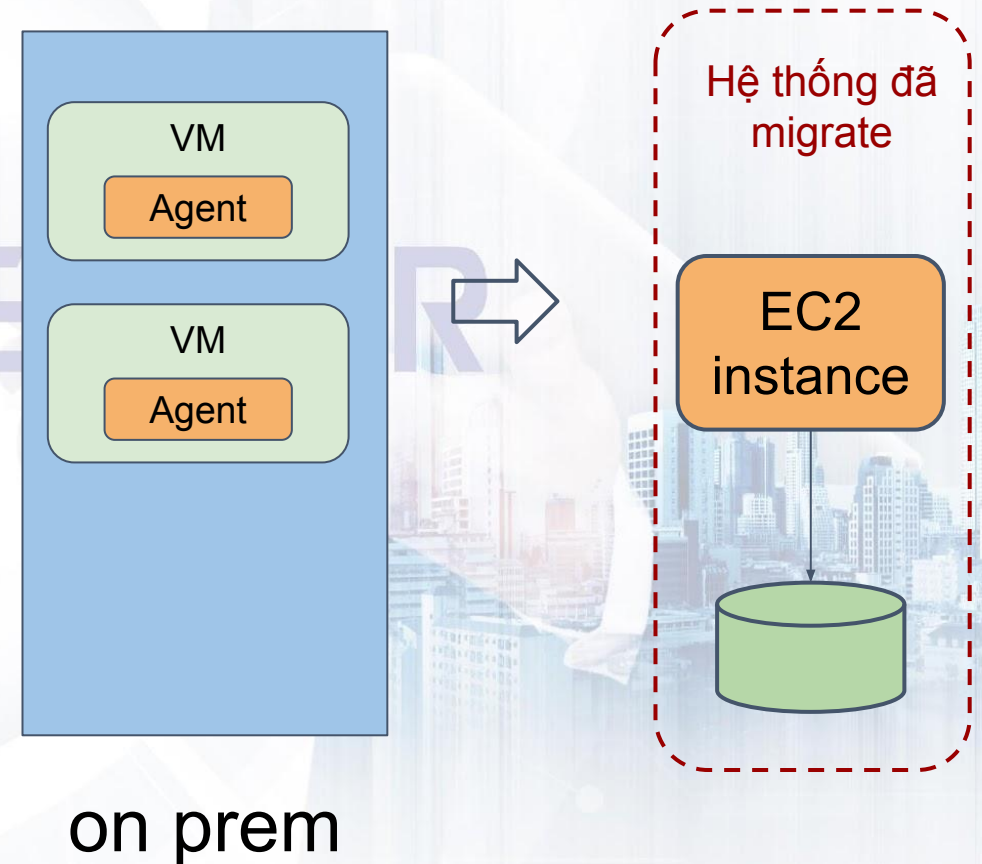 VM
Agent
VM
Agent
on prem
Hệ thống đã
migrate
EC2
instance